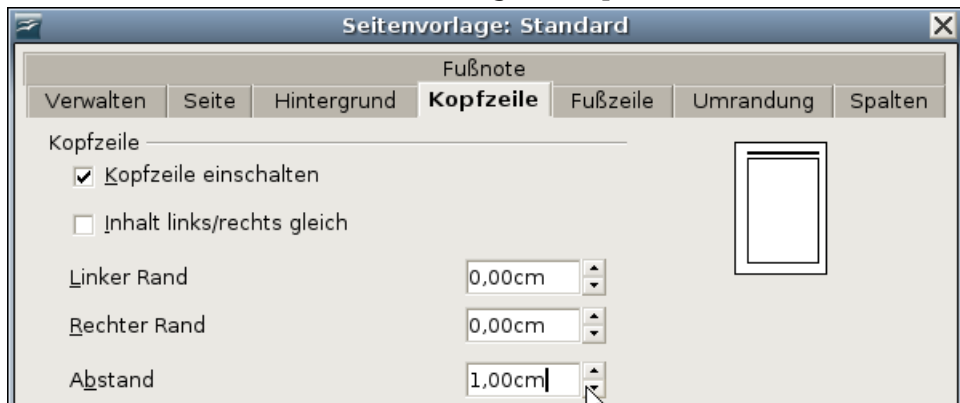 Seitenvorlage: Standard
Fußnote
Verwalten Seite Hintergrund Kopfzeile Fußzeile Umrandung Spalten
Kopfzeile
Kopfzeile einschalten
Inhalt links/rechts gleich
Linker Rand 0,00cm
Rechter Rand 0,00cm
Abstand 1,00cm